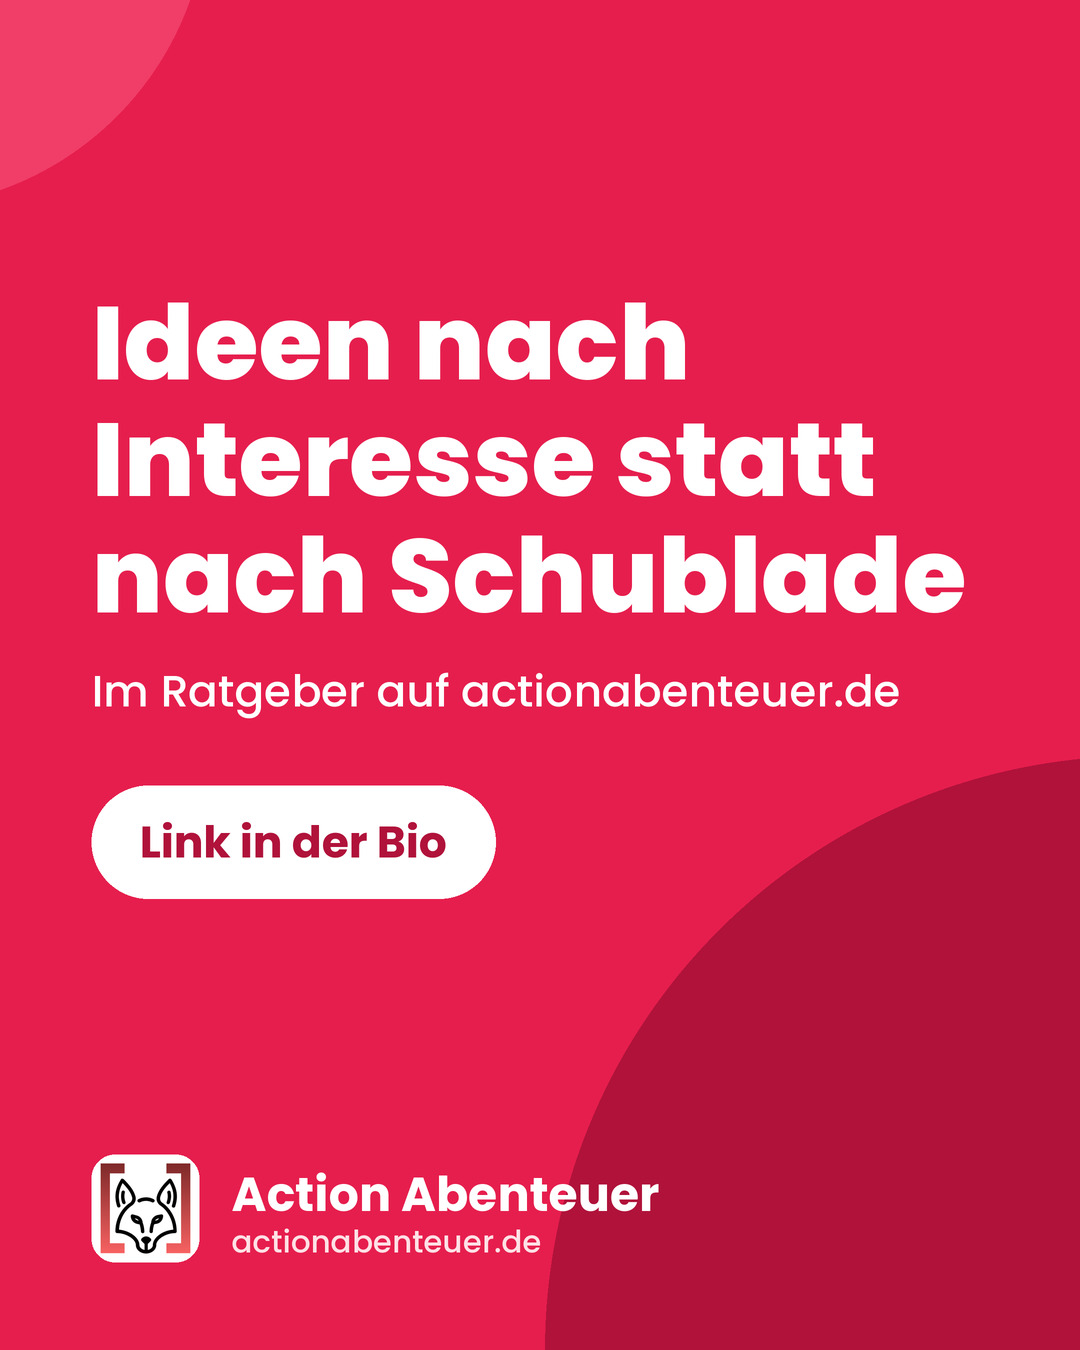 Ideen nach
Interesse statt
nach Schublade
Im Ratgeber auf actionabenteuer.de
Link in der Bio
Action Abenteuer
actionabenteuer.de